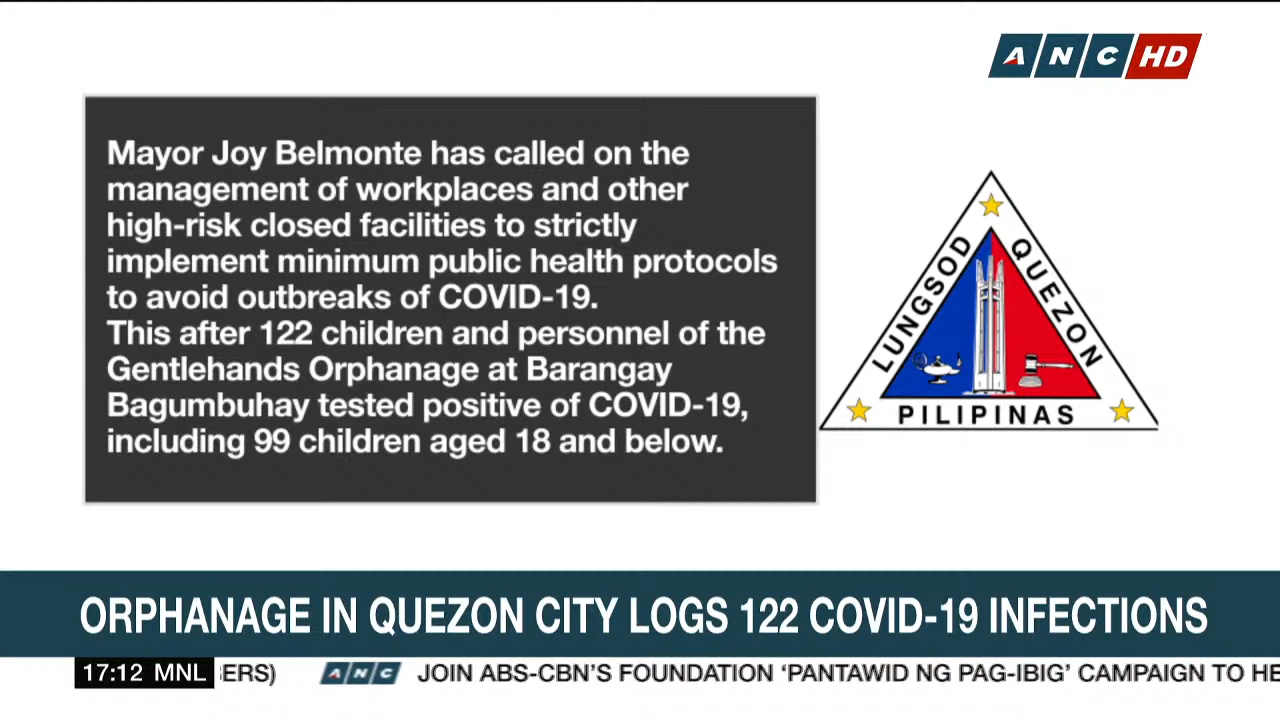 ANC HD
Mayor Joy Belmonte has called on the
management of workplaces and other
high-risk closed facilities to strictly
implement minimum public health protocols
to avoid outbreaks of COVID-19.
This after 122 children and personnel of the
Gentlehands Orphanage at Barangay
Bagumbuhay tested positive of COVID-19,
including 99 children aged 18 and below.
LUNGSOD QUEZON
PILIPINAS
ORPHANAGE IN QUEZON CITY LOGS 122 COVID-19 INFECTIONS
17:12 MNL ERS) ANC JOIN ABS-CBN'S FOUNDATION 'PANTAWID NG PAG-IBIG' CAMPAIGN TO HE